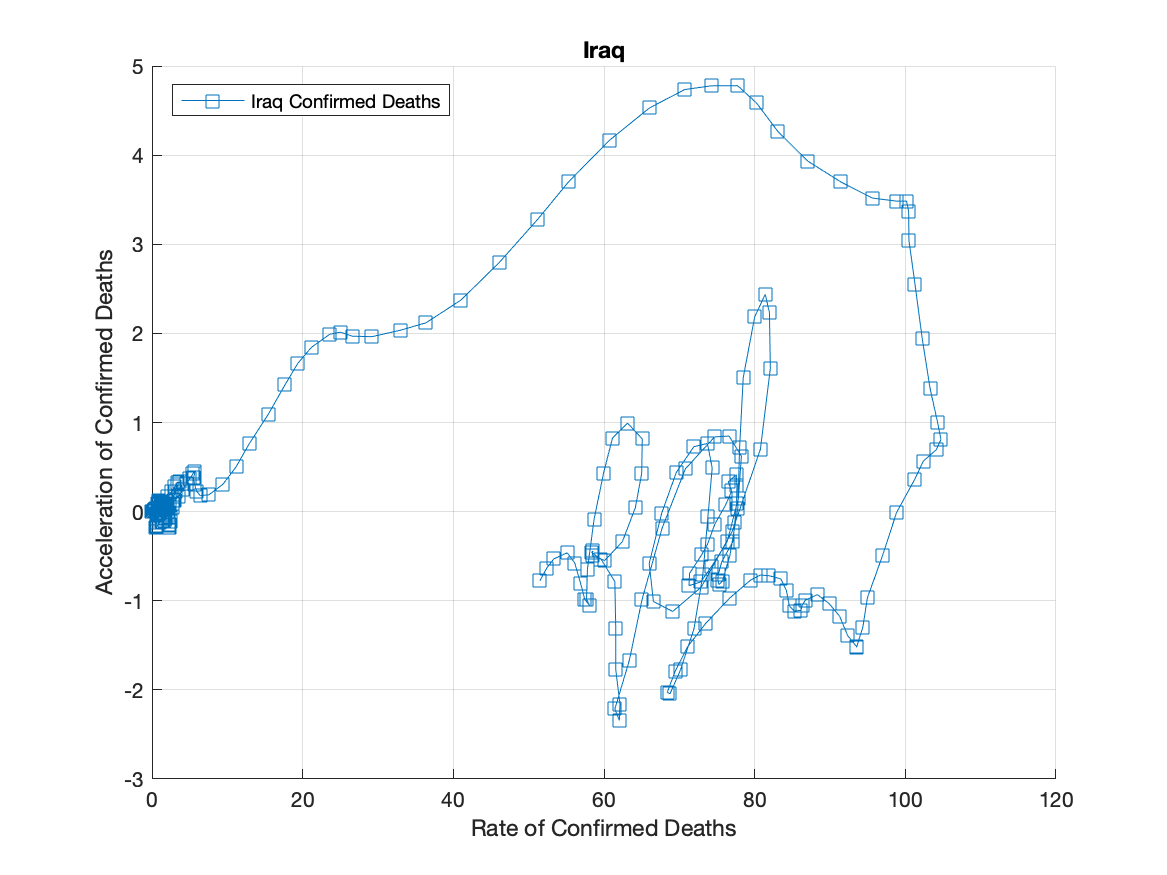 Iraq
Iraq Confirmed Deaths
Acceleration of Confirmed Deaths
5
4
3
2
1
0
-1
-2
-3
0 20 40 60 80 100 120
Rate of Confirmed Deaths